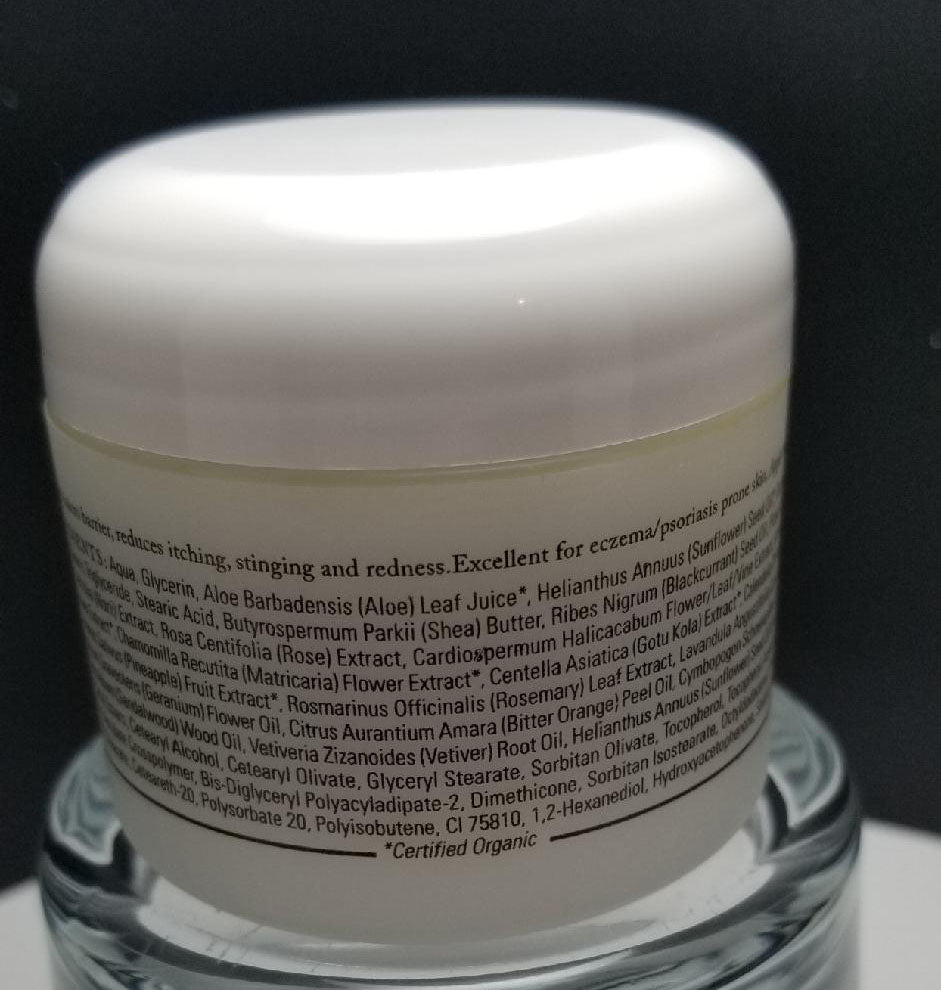 barrier, reduces itching, stinging and redness. Excellent for eczema/psoriasis prone skin.
Aqua, Glycerin, Aloe Barbadensis (Aloe) Leaf Juice*, Helianthus Annuus (Sunflower) Seed
Stearic Acid, Butyrospermum Parkii (Shea) Butter, Ribes Nigrum (Blackcurrant) Seed Oil,
Extract, Rosa Centifolia (Rose) Extract, Cardiospermum Halicacabum Flower/Leaf/Vine Extract
Chamomilla Recutita (Matricaria) Flower Extract*, Centella Asiatica (Gotu Kola) Extract*
(Pineapple) Fruit Extract*, Rosmarinus Officinalis (Rosemary) Leaf Extract, Lavandula
(Geranium) Flower Oil, Citrus Aurantium Amara (Bitter Orange) Peel Oil, Cymbopogon
Wood Oil, Vetiveria Zizanoides (Vetiver) Root Oil, Helianthus Annuus (Sunflower)
Cetearyl Alcohol, Cetearyl Olivate, Glyceryl Stearate, Sorbitan Olivate, Tocopherol,
Crosspolymer, Bis-Diglyceryl Polyacyladipate-2, Dimethicone, Sorbitan Isostearate,
Ceteareth-20, Polysorbate 20, Polyisobutene, CI 75810, 1,2-Hexanediol,
*Certified Organic